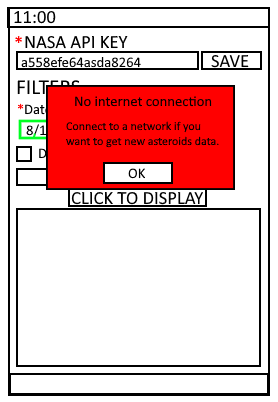 11:00
*NASA API KEY
a558efe64asda8264
SAVE
FILTERS
*Date
8/1
D
No internet connection
Connect to a network if you
want to get new asteroids data.
OK
CLICK TO DISPLAY